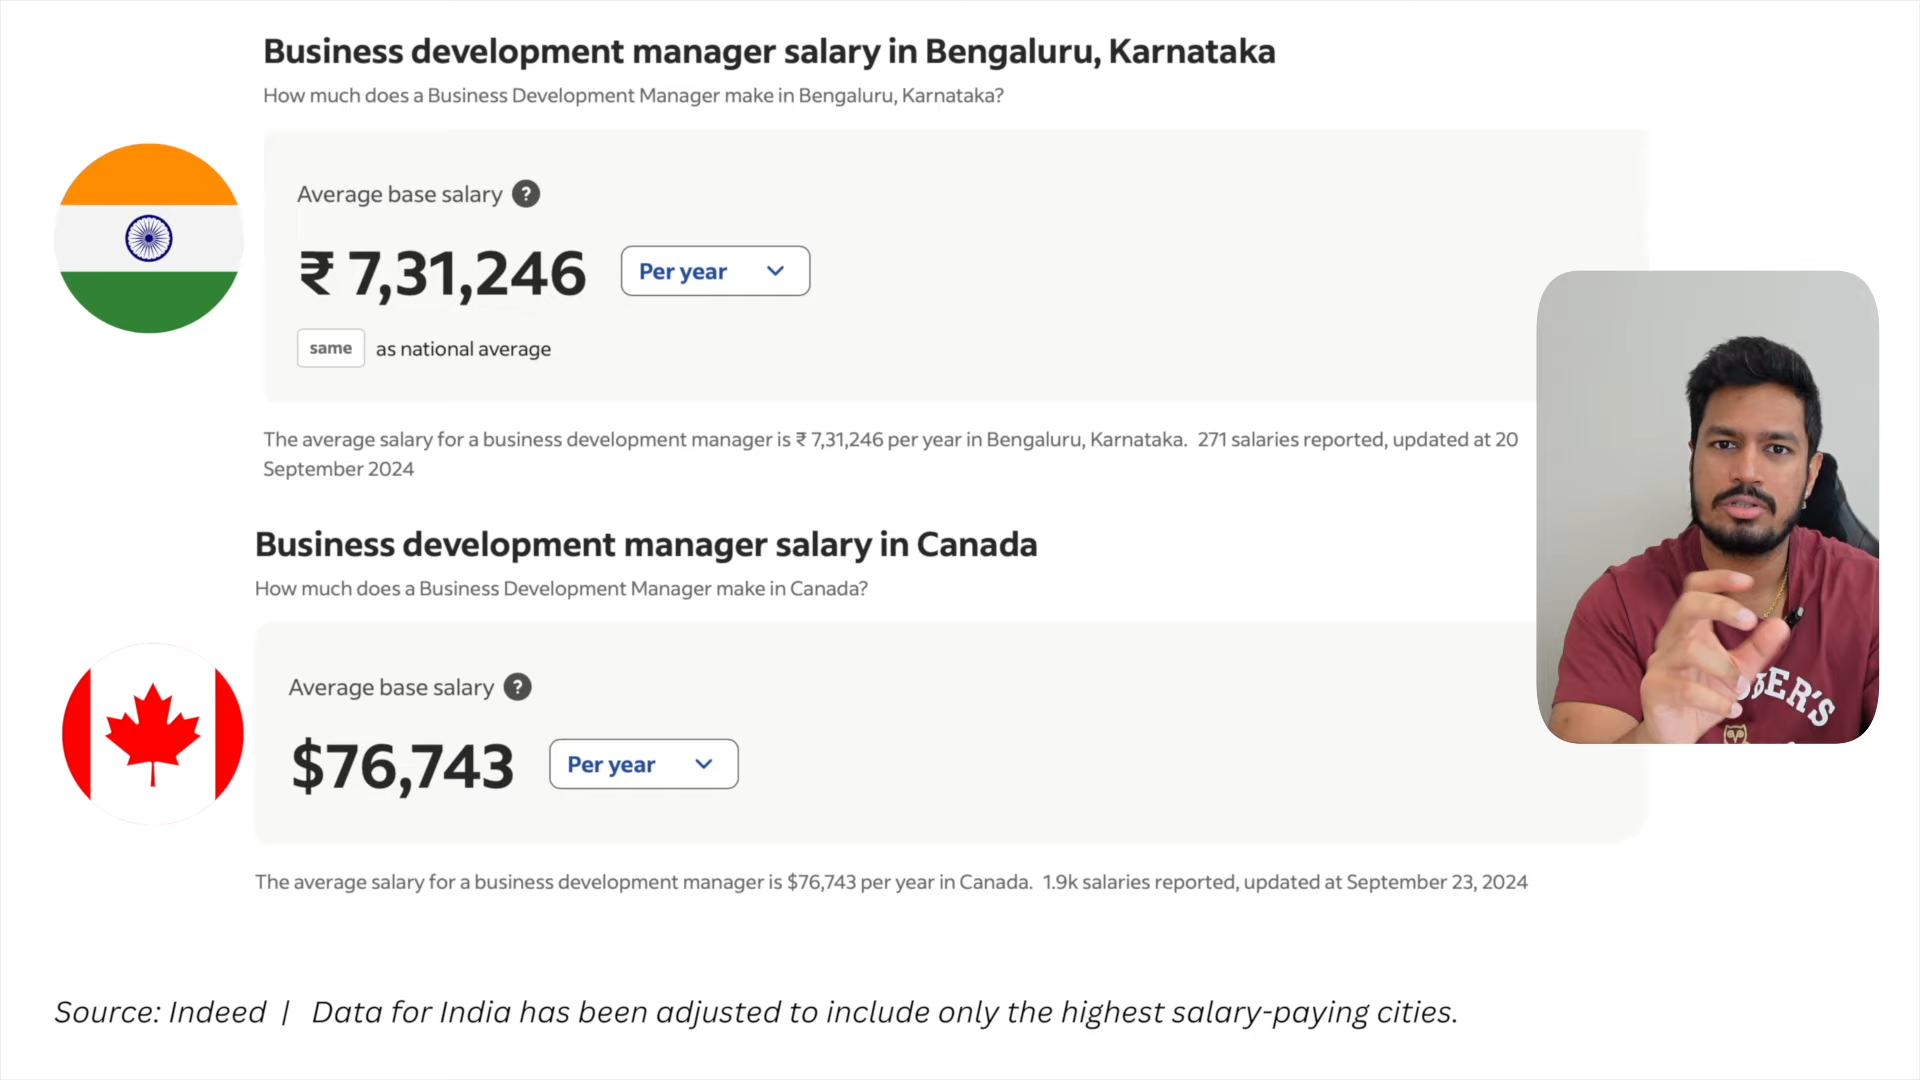 Business development manager salary in Bengaluru, Karnataka
How much does a Business Development Manager make in Bengaluru, Karnataka?
Average base salary ?
₹ 7,31,246 Per year
same as national average
The average salary for a business development manager is ₹ 7,31,246 per year in Bengaluru, Karnataka. 271 salaries reported, updated at 20
September 2024
Business development manager salary in Canada
How much does a Business Development Manager make in Canada?
Average base salary ?
$76,743 Per year
The average salary for a business development manager is $76,743 per year in Canada. 1.9k salaries reported, updated at September 23, 2024
Source: Indeed | Data for India has been adjusted to include only the highest salary-paying cities.